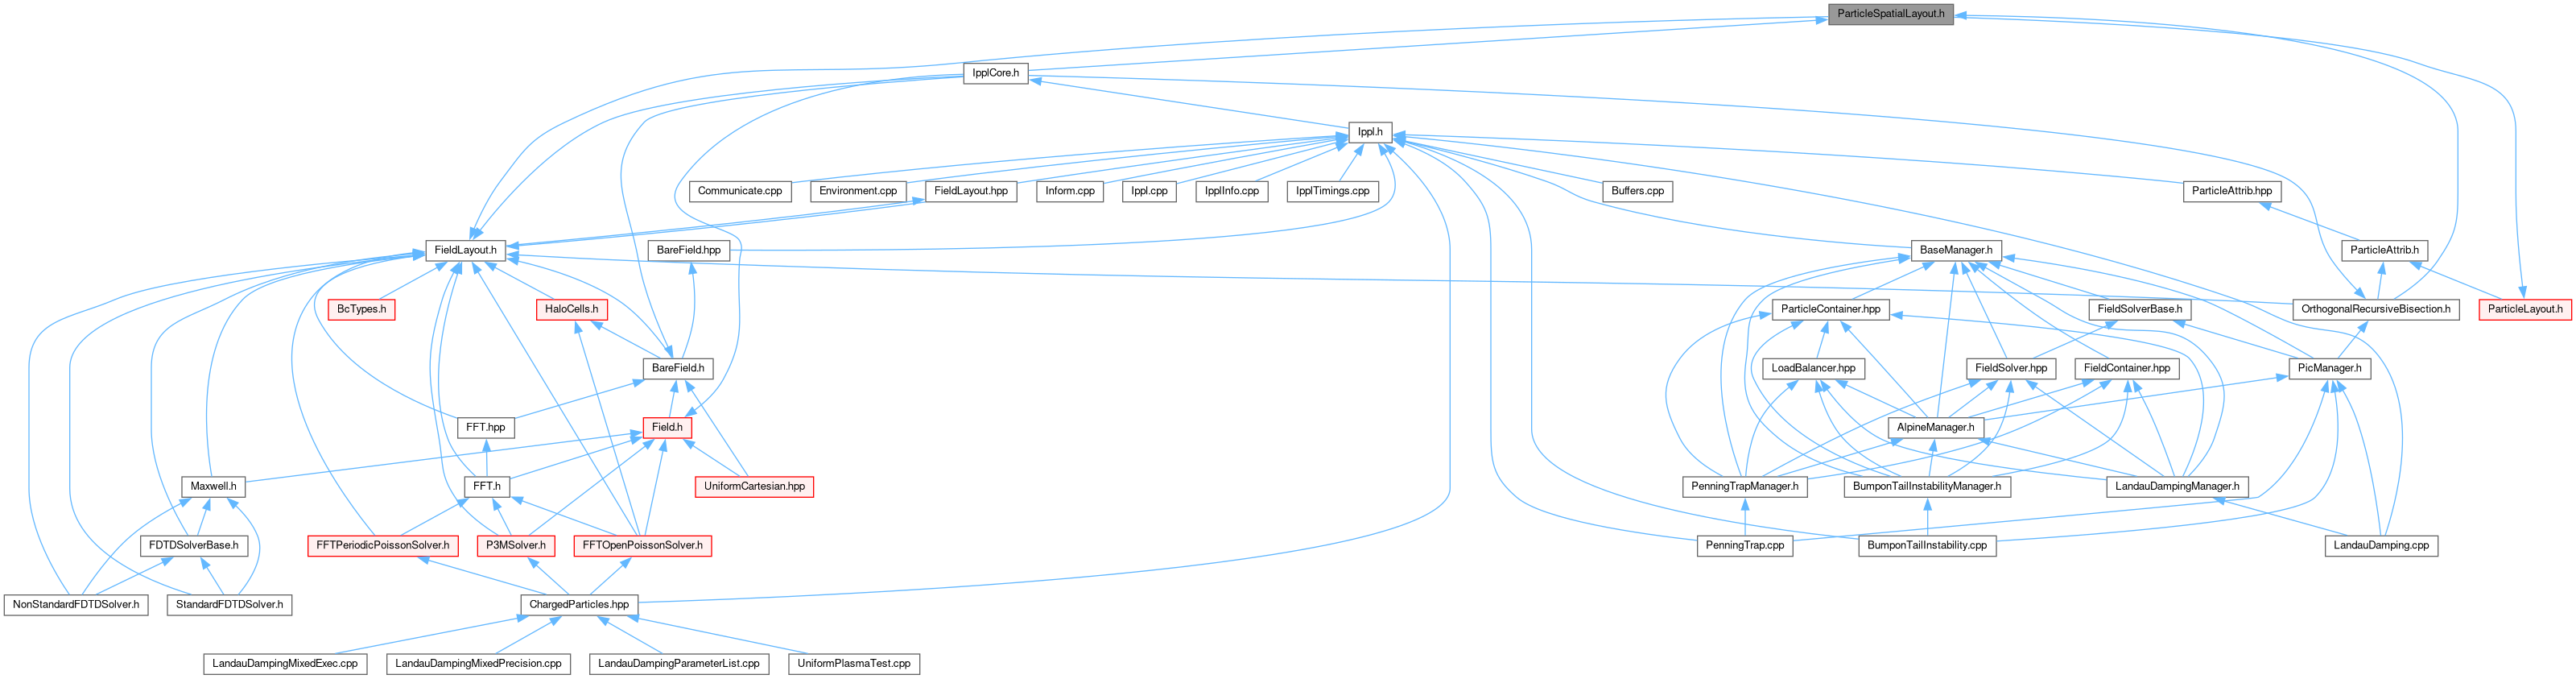 ParticleSpatialLayout.h
IpplCore.h
Ippl.h
Communicate.cpp
Environment.cpp
FieldLayout.hpp
Inform.cpp
Ippl.cpp
IpplInfo.cpp
IpplTimings.cpp
Buffers.cpp
ParticleAttrib.hpp
FieldLayout.h
BareField.hpp
BaseManager.h
ParticleAttrib.h
BcTypes.h
HaloCells.h
ParticleContainer.hpp
FieldSolverBase.h
OrthogonalRecursiveBisection.h
ParticleLayout.h
BareField.h
LoadBalancer.hpp
FieldSolver.hpp
FieldContainer.hpp
PicManager.h
FFT.hpp
Field.h
AlpineManager.h
Maxwell.h
FFT.h
UniformCartesian.hpp
PenningTrapManager.h
BumponTailInstabilityManager.h
LandauDampingManager.h
FDTDSolverBase.h
FFTPeriodicPoissonSolver.h
P3MSolver.h
FFTOpenPoissonSolver.h
PenningTrap.cpp
BumponTailInstability.cpp
LandauDamping.cpp
NonStandardFDTDSolver.h
StandardFDTDSolver.h
ChargedParticles.hpp
LandauDampingMixedExec.cpp
LandauDampingMixedPrecision.cpp
LandauDampingParameterList.cpp
UniformPlasmaTest.cpp